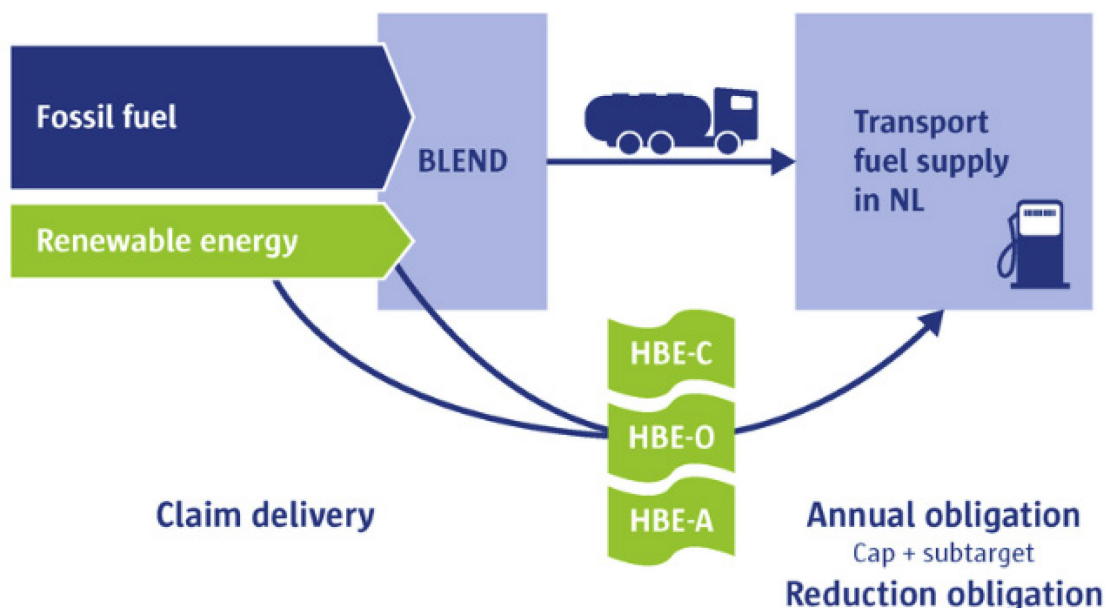 Fossil fuel
Renewable energy
BLEND
Transport
fuel supply
in NL
HBE-C
HBE-O
HBE-A
Claim delivery
Annual obligation
Cap + subtarget
Reduction obligation